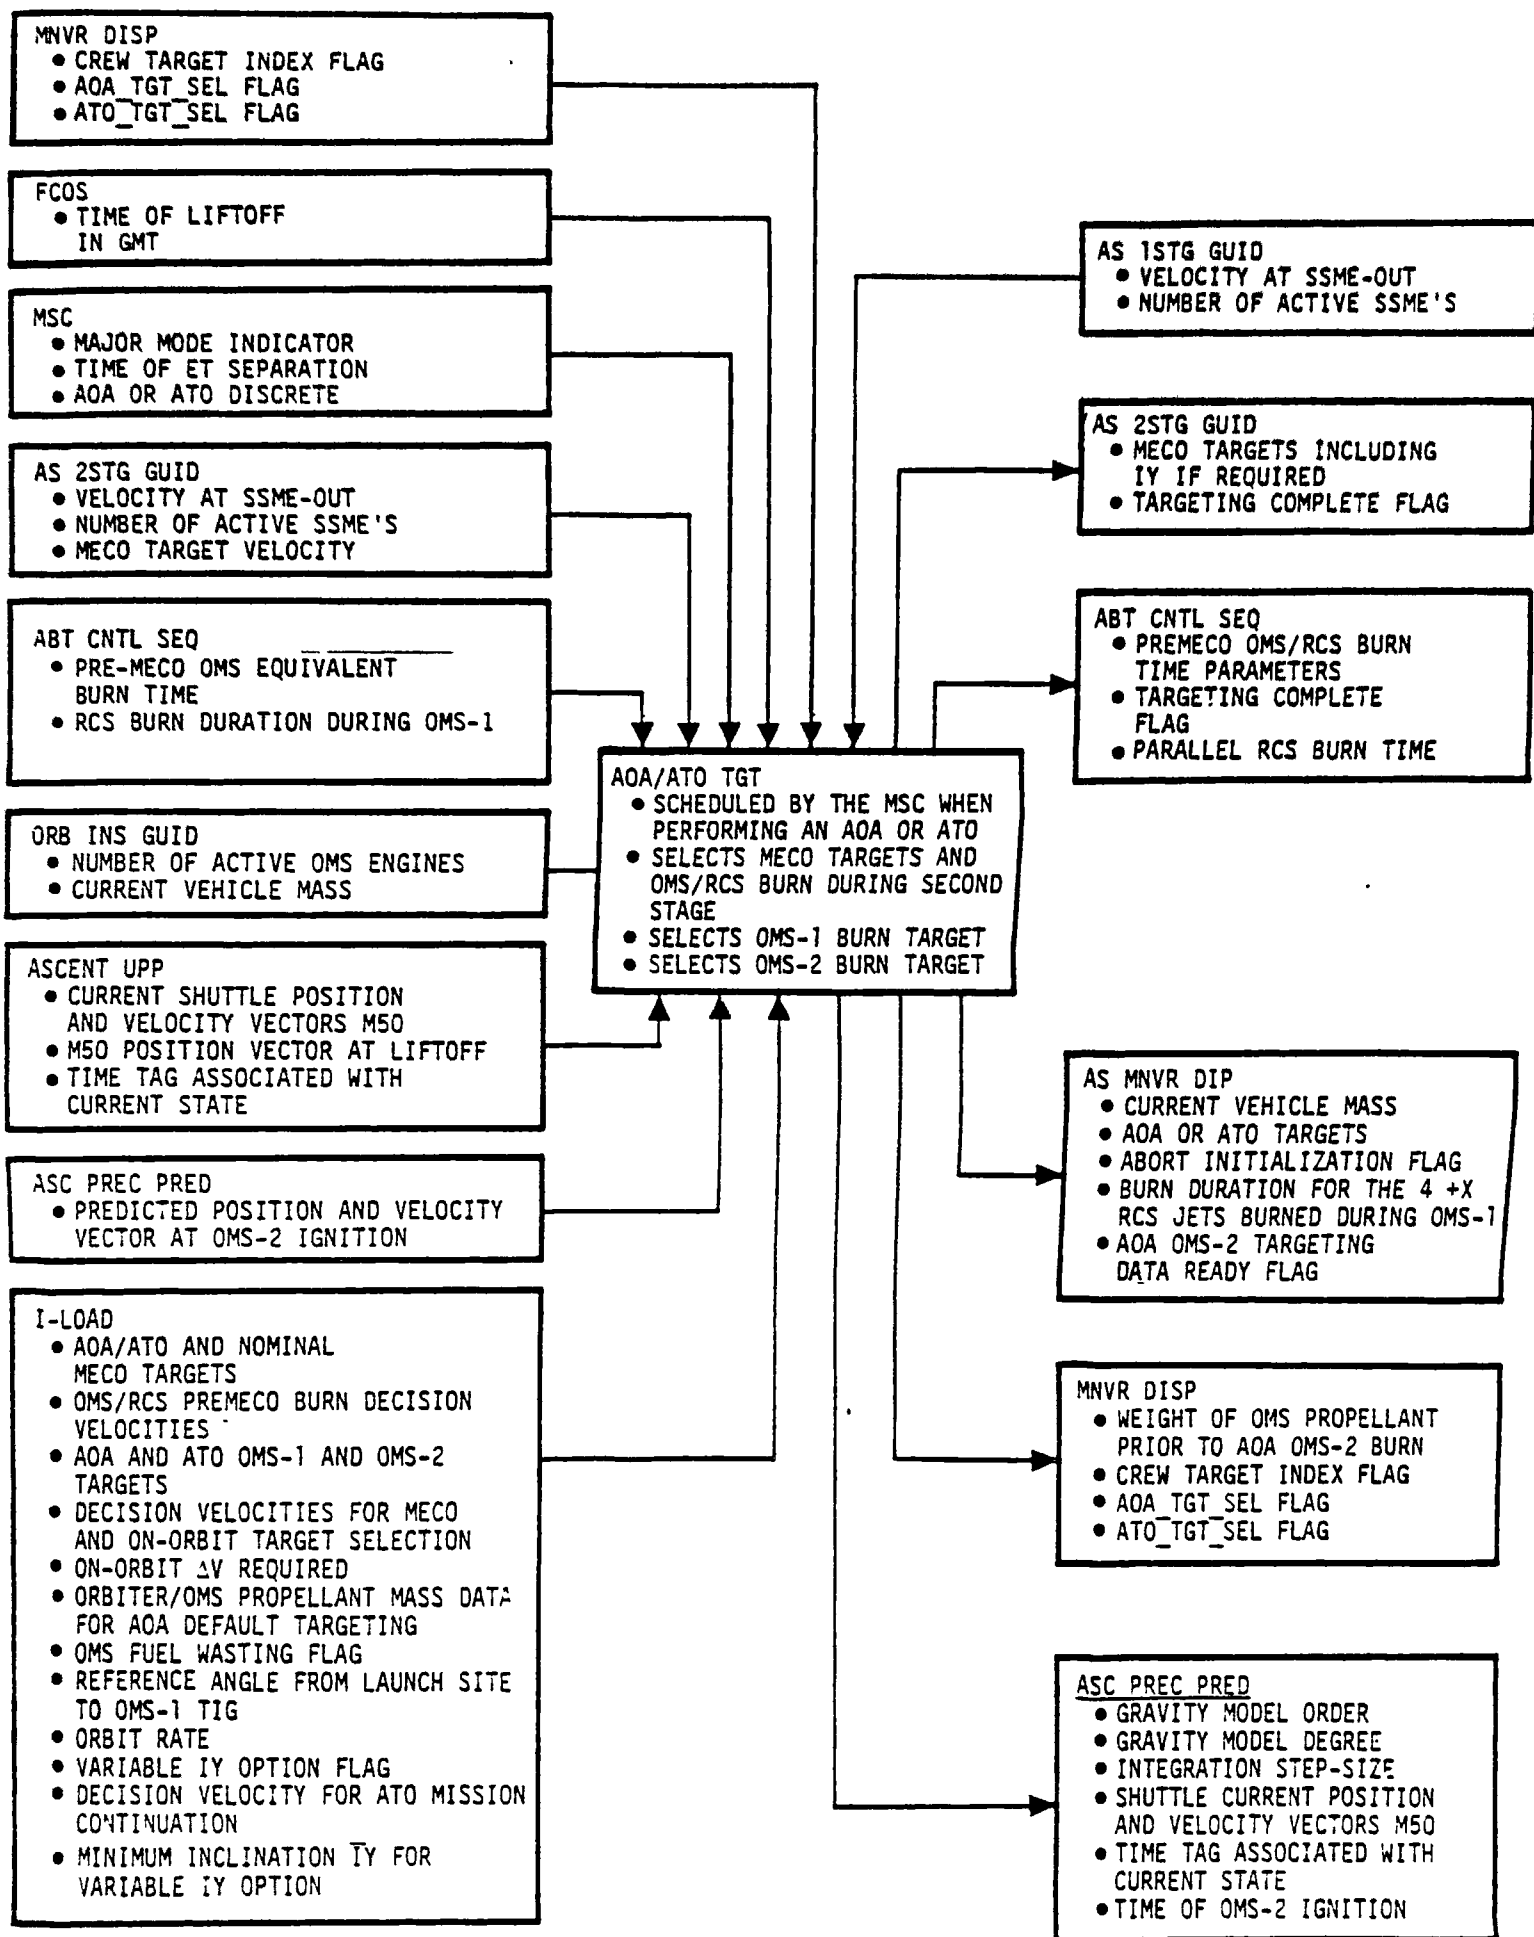 MNVR DISP
• CREW TARGET INDEX FLAG
• AOA_TGT_SEL FLAG
• ATO_TGT_SEL FLAG
FCOS
• TIME OF LIFTOFF
IN GMT
MSC
• MAJOR MODE INDICATOR
• TIME OF ET SEPARATION
• AOA OR ATO DISCRETE
AS 2STG GUID
• VELOCITY AT SSME-OUT
• NUMBER OF ACTIVE SSME'S
• MECO TARGET VELOCITY
ABT CNTL SEQ
• PRE-MECO OMS EQUIVALENT
BURN TIME
• RCS BURN DURATION DURING OMS-1
ORB INS GUID
• NUMBER OF ACTIVE OMS ENGINES
• CURRENT VEHICLE MASS
ASCENT UPP
• CURRENT SHUTTLE POSITION
AND VELOCITY VECTORS M50
• M50 POSITION VECTOR AT LIFTOFF
• TIME TAG ASSOCIATED WITH
CURRENT STATE
ASC PREC PRED
• PREDICTED POSITION AND VELOCITY
VECTOR AT OMS-2 IGNITION
I-LOAD
• AOA/ATO AND NOMINAL
MECO TARGETS
• OMS/RCS PREMECO BURN DECISION
VELOCITIES
• AOA AND ATO OMS-1 AND OMS-2
TARGETS
• DECISION VELOCITIES FOR MECO
AND ON-ORBIT TARGET SELECTION
• ON-ORBIT ΔV REQUIRED
• ORBITER/OMS PROPELLANT MASS DATA
FOR AOA DEFAULT TARGETING
• OMS FUEL WASTING FLAG
• REFERENCE ANGLE FROM LAUNCH SITE
TO OMS-1 TIG
• ORBIT RATE
• VARIABLE IY OPTION FLAG
• DECISION VELOCITY FOR ATO MISSION
CONTINUATION
• MINIMUM INCLINATION IY FOR
VARIABLE IY OPTION
AOA/ATO TGT
• SCHEDULED BY THE MSC WHEN
PERFORMING AN AOA OR ATO
• SELECTS MECO TARGETS AND
OMS/RCS BURN DURING SECOND
STAGE
• SELECTS OMS-1 BURN TARGET
• SELECTS OMS-2 BURN TARGET
AS 1STG GUID
• VELOCITY AT SSME-OUT
• NUMBER OF ACTIVE SSME'S
AS 2STG GUID
• MECO TARGETS INCLUDING
IY IF REQUIRED
• TARGETING COMPLETE FLAG
ABT CNTL SEQ
• PREMECO OMS/RCS BURN
TIME PARAMETERS
• TARGETING COMPLETE
FLAG
• PARALLEL RCS BURN TIME
AS MNVR DIP
• CURRENT VEHICLE MASS
• AOA OR ATO TARGETS
• ABORT INITIALIZATION FLAG
• BURN DURATION FOR THE 4 +X
RCS JETS BURNED DURING OMS-1
• AOA OMS-2 TARGETING
DATA READY FLAG
MNVR DISP
• WEIGHT OF OMS PROPELLANT
PRIOR TO AOA OMS-2 BURN
• CREW TARGET INDEX FLAG
• AOA_TGT_SEL FLAG
• ATO_TGT_SEL FLAG
ASC PREC PRED
• GRAVITY MODEL ORDER
• GRAVITY MODEL DEGREE
• INTEGRATION STEP-SIZE
• SHUTTLE CURRENT POSITION
AND VELOCITY VECTORS M50
• TIME TAG ASSOCIATED WITH
CURRENT STATE
• TIME OF OMS-2 IGNITION